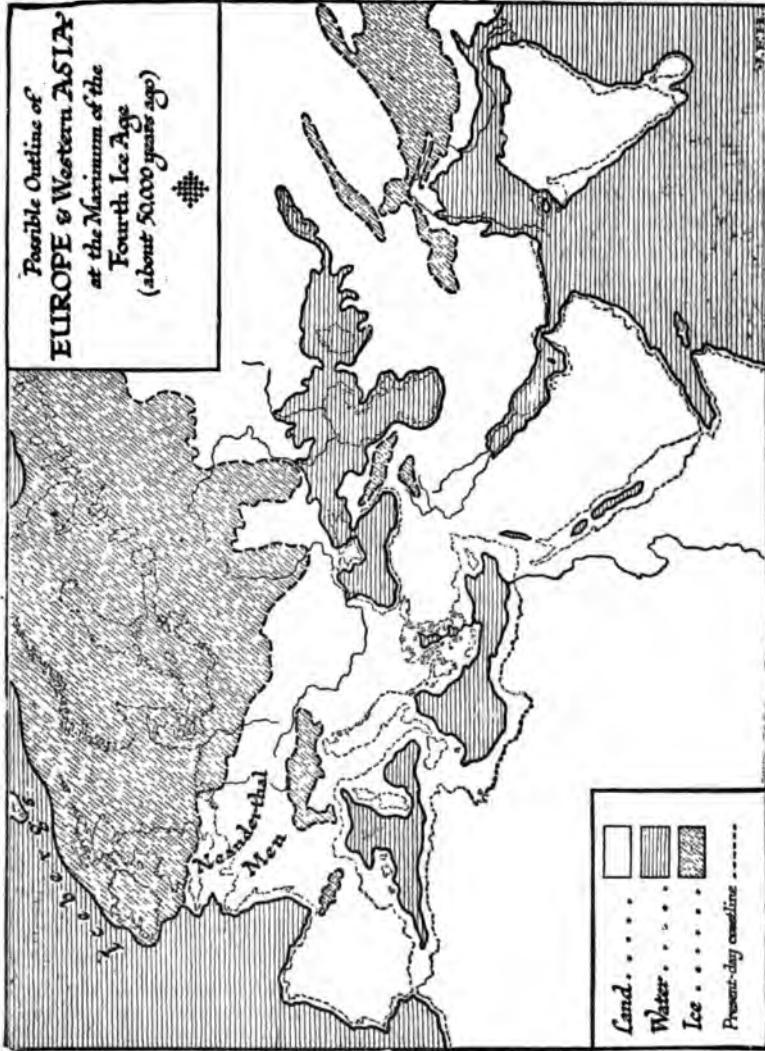 Possible Outline of
EUROPE & Western ASIA
at the Maximum of the
Fourth Ice Age
(about 50,000 years ago)
Icebergs
Neanderthal
Men
Land . . . . .
Water . . . . .
Ice . . . . . .
Present-day coastline ------